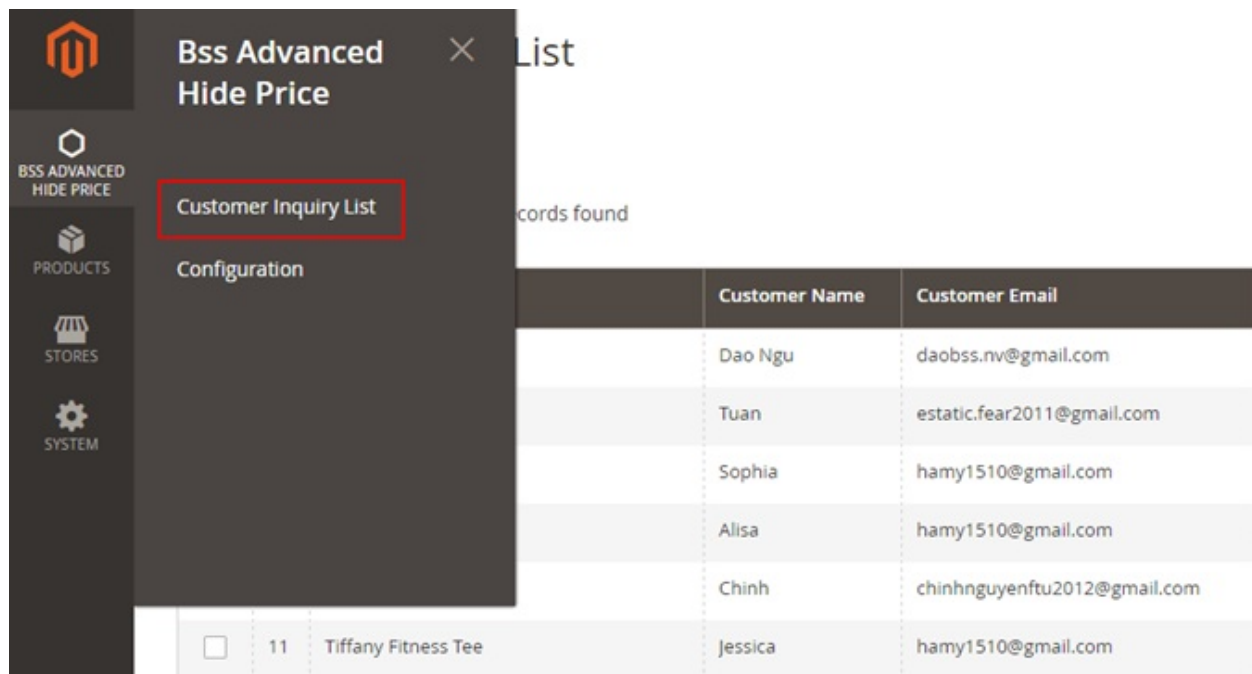 Bss Advanced
Hide Price
List
BSS ADVANCED
HIDE PRICE
PRODUCTS
STORES
SYSTEM
Customer Inquiry List
Configuration
cords found
Customer Name Customer Email
Dao Ngu daobss.nv@gmail.com
Tuan estatic.fear2011@gmail.com
Sophia hamy1510@gmail.com
Alisa hamy1510@gmail.com
Chinh chinhnguyenftu2012@gmail.com
11 Tiffany Fitness Tee Jessica hamy1510@gmail.com